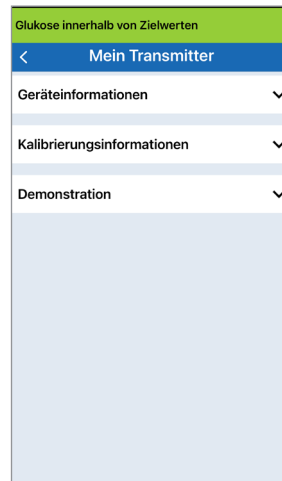 Glukose innerhalb von Zielwerten
Mein Transmitter
Geräteinformationen
Kalibrierungsinformationen
Demonstration